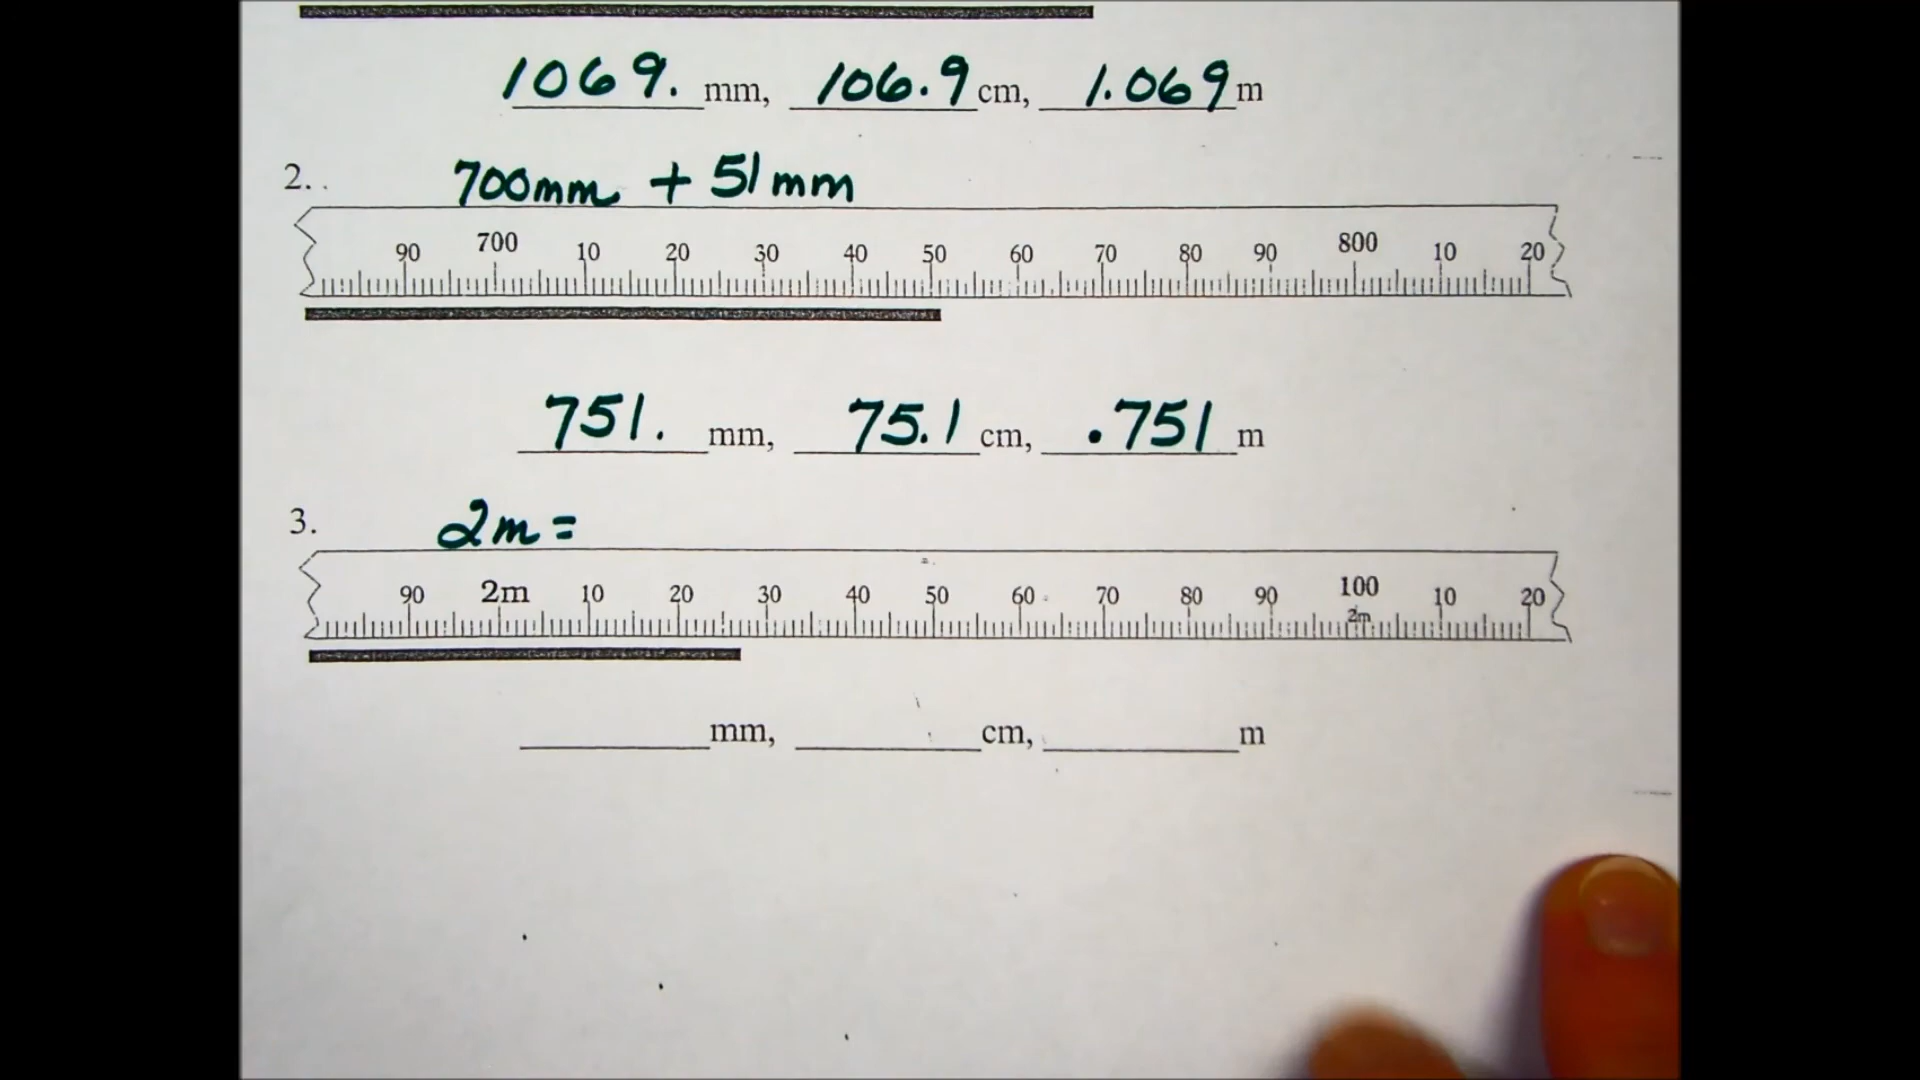 1069. mm, 106.9 cm, 1.069 m
2. . 700mm + 51mm
90 700 10 20 30 40 50 60 70 80 90 800 10 20
751. mm, 75.1 cm, .751 m
3. 2m =
90 2m 10 20 30 40 50 60 70 80 90 100 10 20
2m
mm, cm, m